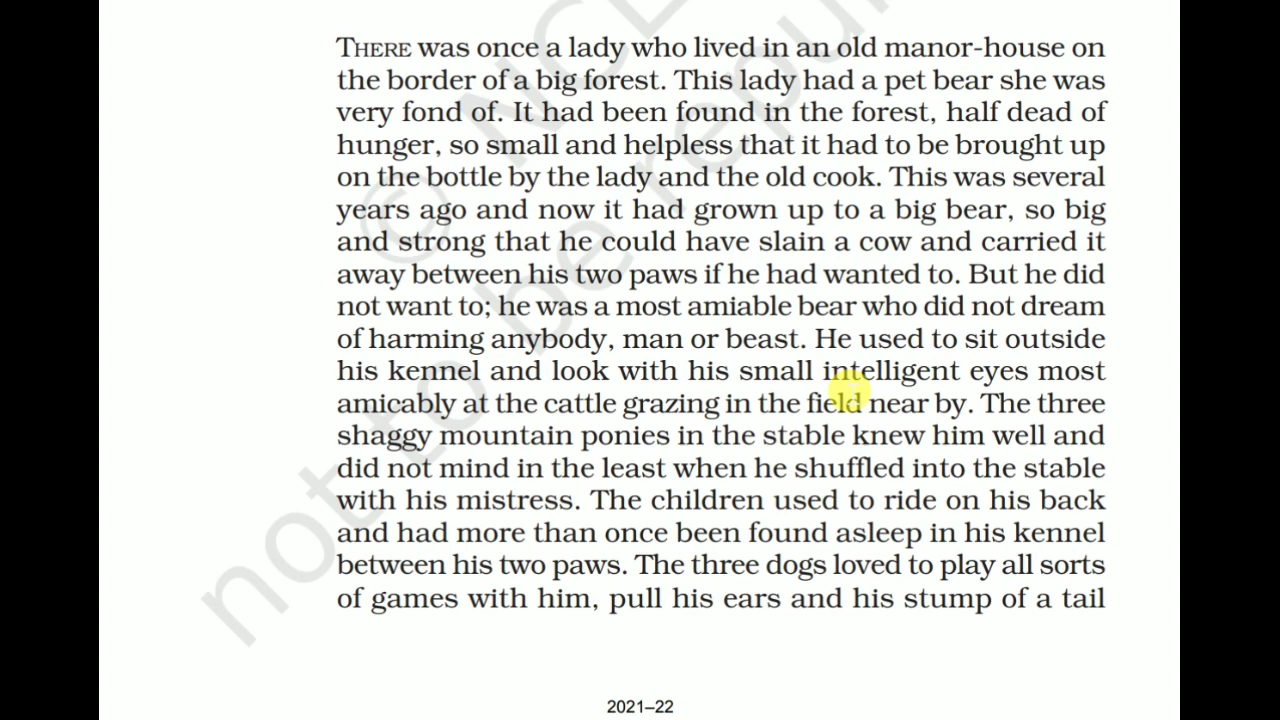 THERE was once a lady who lived in an old manor-house on
the border of a big forest. This lady had a pet bear she was
very fond of. It had been found in the forest, half dead of
hunger, so small and helpless that it had to be brought up
on the bottle by the lady and the old cook. This was several
years ago and now it had grown up to a big bear, so big
and strong that he could have slain a cow and carried it
away between his two paws if he had wanted to. But he did
not want to; he was a most amiable bear who did not dream
of harming anybody, man or beast. He used to sit outside
his kennel and look with his small intelligent eyes most
amicably at the cattle grazing in the field near by. The three
shaggy mountain ponies in the stable knew him well and
did not mind in the least when he shuffled into the stable
with his mistress. The children used to ride on his back
and had more than once been found asleep in his kennel
between his two paws. The three dogs loved to play all sorts
of games with him, pull his ears and his stump of a tail
2021–22
© NCE
not to be repu